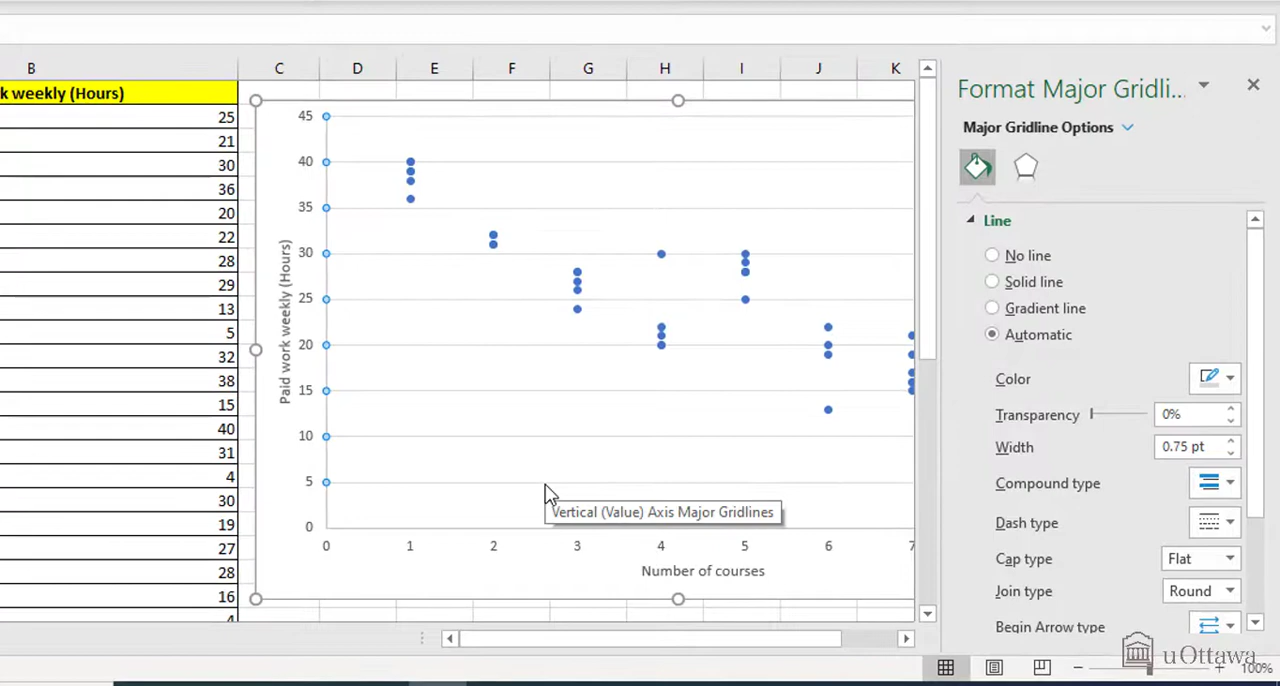 B
C D E F G H I J K
k weekly (Hours)
25
21
30
36
20
22
28
29
13
5
32
38
15
40
31
4
30
19
27
28
16
45
40
35
30
25
20
15
10
5
0
Paid work weekly (Hours)
0 1 2 3 4 5 6 7
Number of courses
Vertical (Value) Axis Major Gridlines
Format Major Gridli...
Major Gridline Options
Line
No line
Solid line
Gradient line
Automatic
Color
Transparency 0%
Width 0.75 pt
Compound type
Dash type
Cap type Flat
Join type Round
Begin Arrow type
uOttawa
100%